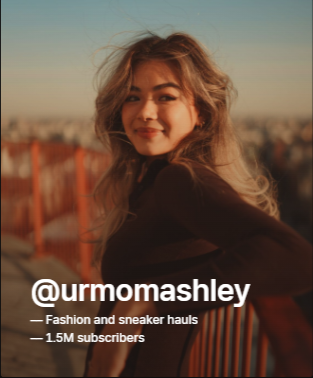 @urmomashley
— Fashion and sneaker hauls
— 1.5M subscribers